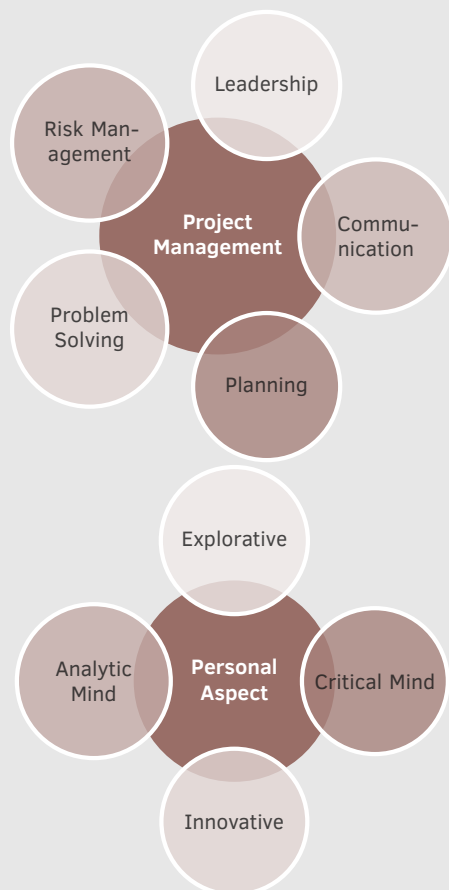 Leadership
Risk Man-
agement
Project
Management
Commu-
nication
Problem
Solving
Planning
Explorative
Analytic
Mind
Personal
Aspect
Critical Mind
Innovative